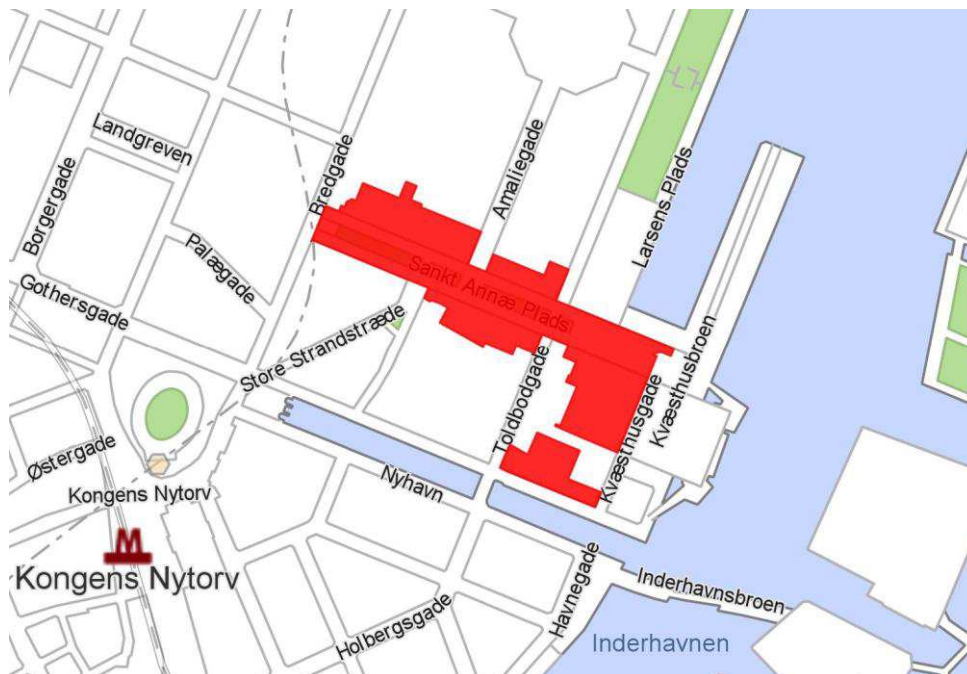 Landgreven
Bredgade
Amaliegade
Larsens Plads
Borgergade
Palægade
Gothersgade
Sankt Annæ Plads
Store Strandstræde
Kvæsthusbroen
Toldbodgade
Kvæsthusgade
Østergade
Nyhavn
Kongens Nytorv
M
Kongens Nytorv
Havnegade
Inderhavnsbroen
Holbergsgade
Inderhavnen